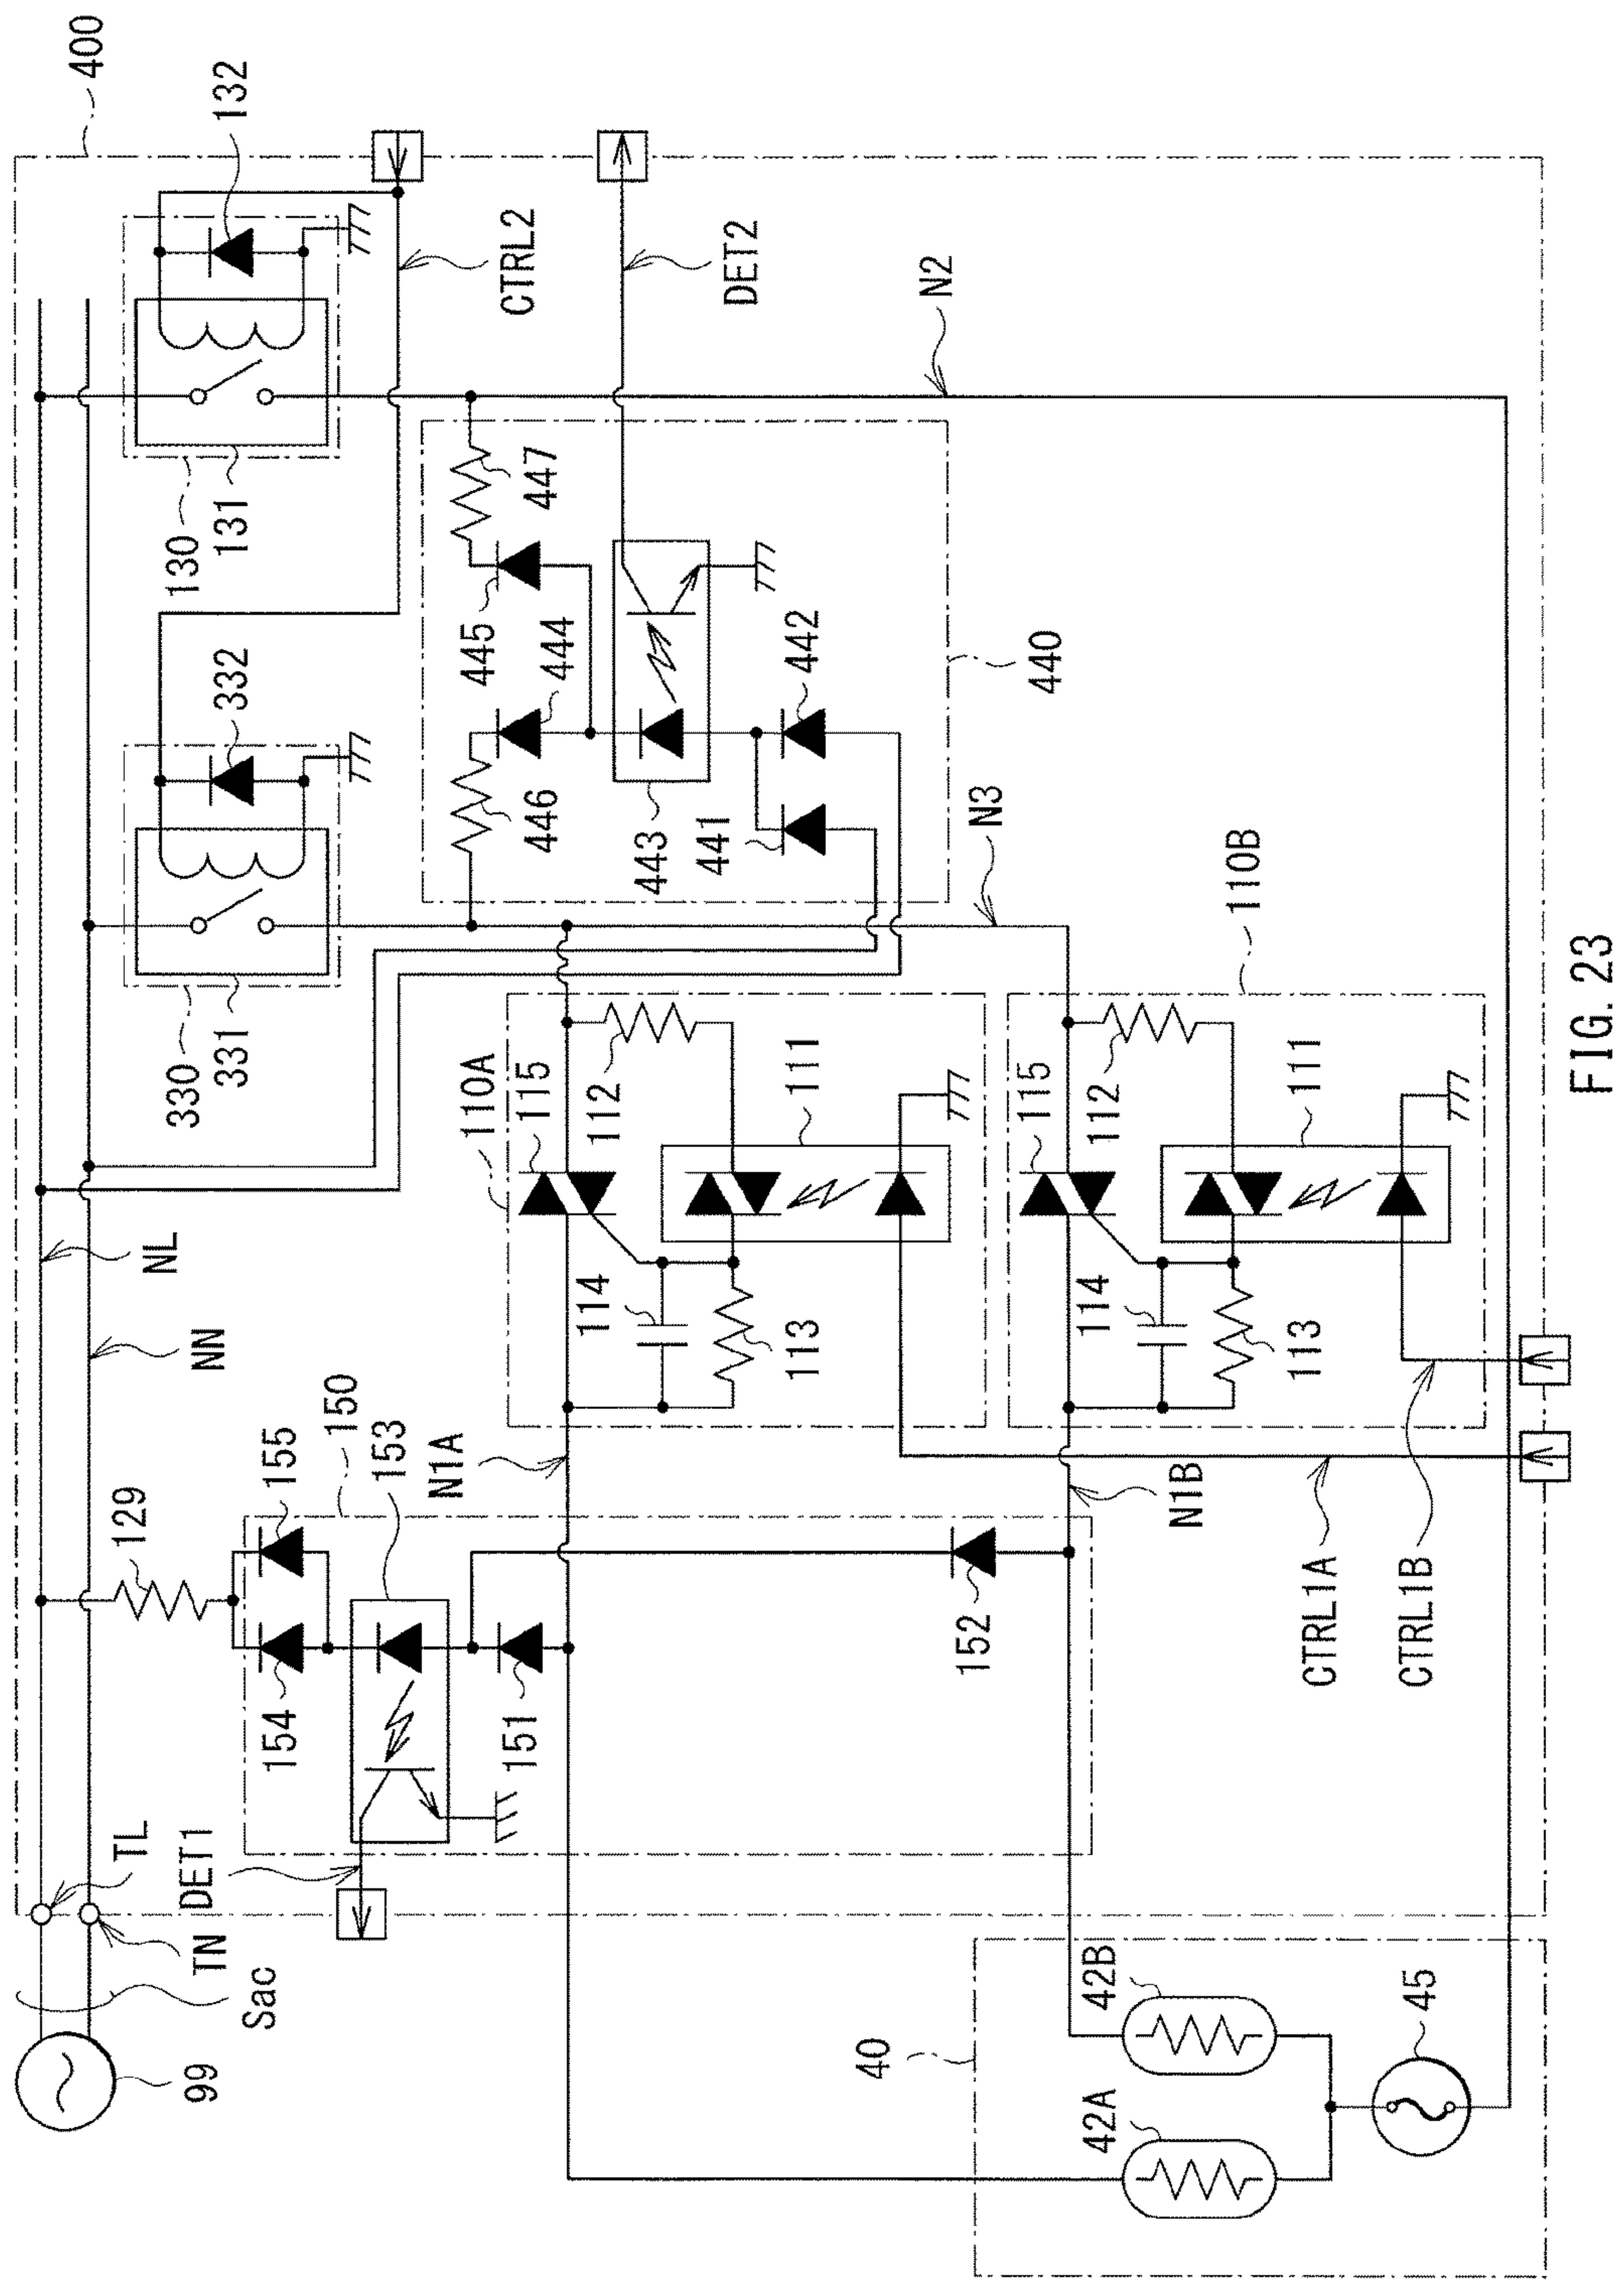 400
TL
129
NL
330
130
99
DET1
TN
NN
331
332
131
132
Sac
154
155
150
153
N1A
110A
445
151
115
446
444
447
CTRL2
114
112
443
441
DET2
113
111
442
40
152
N3
N2
115
440
42A
42B
114
112
N1B
110B
113
111
CTRL1A
45
CTRL1B
FIG. 23